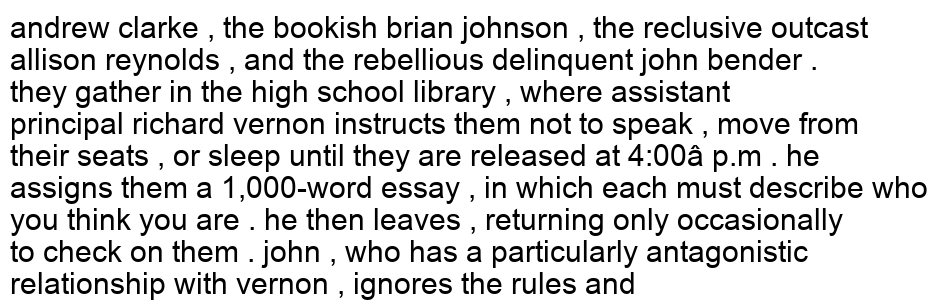 andrew clarke , the bookish brian johnson , the reclusive outcast
allison reynolds , and the rebellious delinquent john bender .
they gather in the high school library , where assistant
principal richard vernon instructs them not to speak , move from
their seats , or sleep until they are released at 4:00â p.m . he
assigns them a 1,000-word essay , in which each must describe who
you think you are . he then leaves , returning only occasionally
to check on them . john , who has a particularly antagonistic
relationship with vernon , ignores the rules and